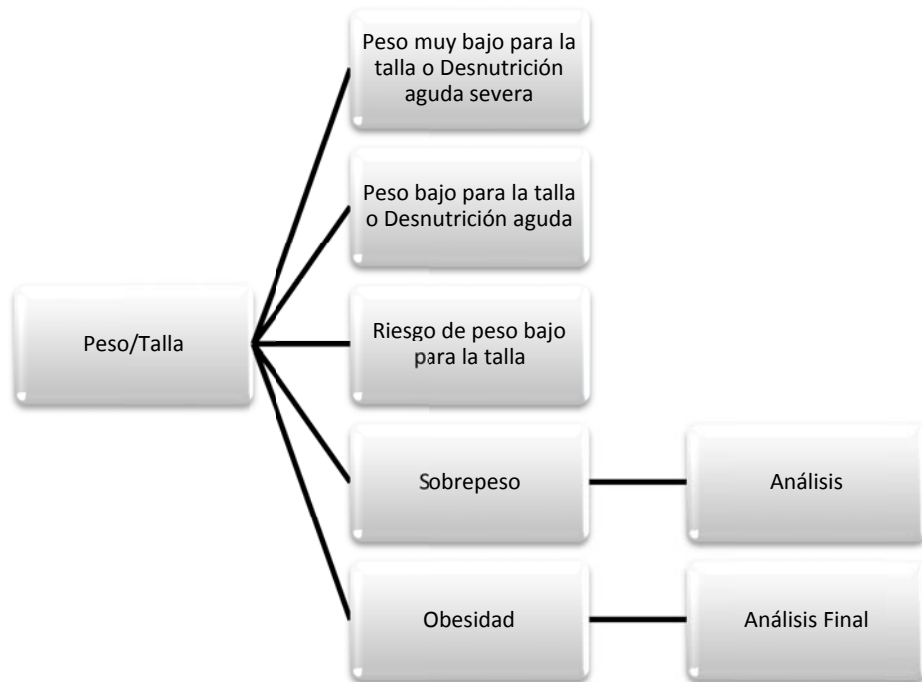 Peso muy bajo para la
talla o Desnutrición
aguda severa
Peso bajo para la talla
o Desnutrición aguda
Peso/Talla
Riesgo de peso bajo
para la talla
Sobrepeso
Análisis
Obesidad
Análisis Final